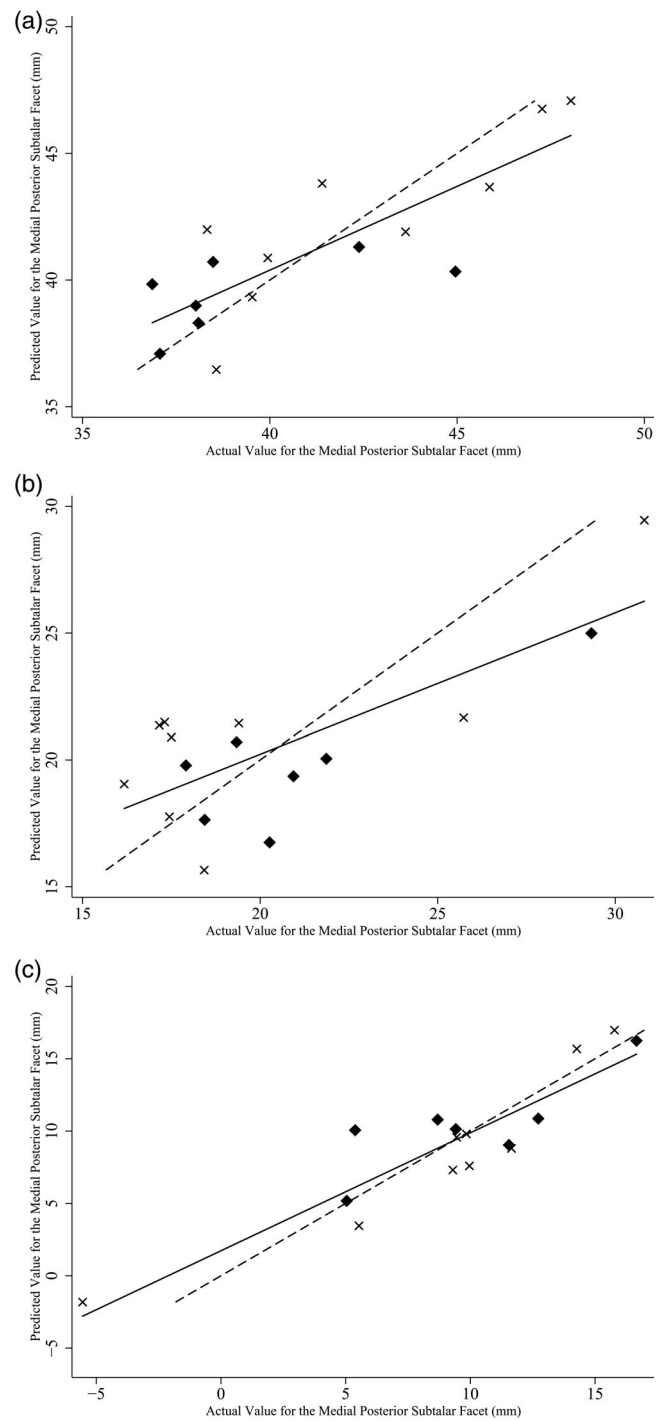 (a)
50
45
40
35
Predicted Value for the Medial Posterior Subtalar Facet (mm)
35 40 45 50
Actual Value for the Medial Posterior Subtalar Facet (mm)
(b)
30
25
20
15
Predicted Value for the Medial Posterior Subtalar Facet (mm)
15 20 25 30
Actual Value for the Medial Posterior Subtalar Facet (mm)
(c)
20
15
10
5
0
−5
Predicted Value for the Medial Posterior Subtalar Facet (mm)
−5 0 5 10 15
Actual Value for the Medial Posterior Subtalar Facet (mm)